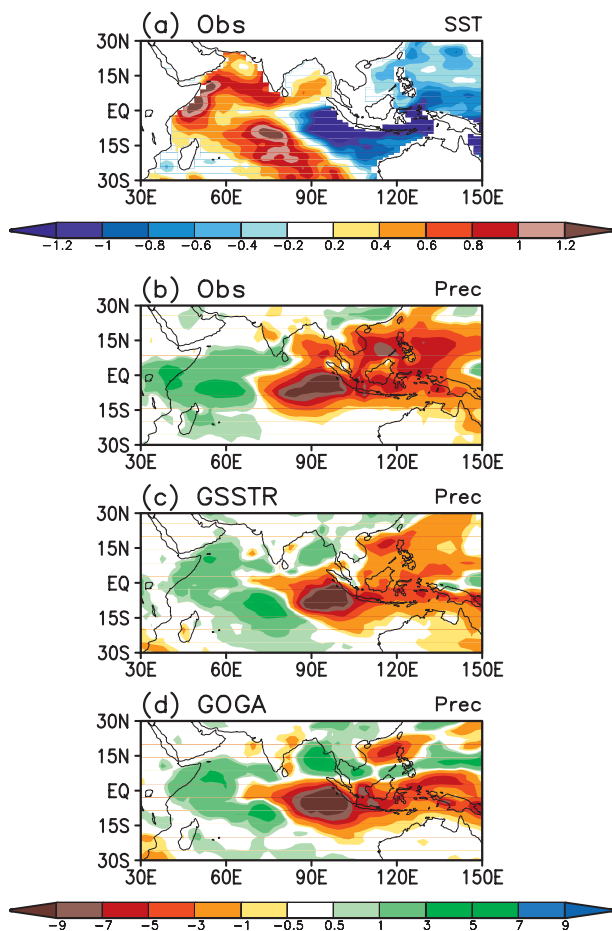 (a) Obs SST
30N
15N
EQ
15S
30S
30E 60E 90E 120E 150E
-1.2 -1 -0.8 -0.6 -0.4 -0.2 0.2 0.4 0.6 0.8 1 1.2
(b) Obs Prec
30N
15N
EQ
15S
30S
30E 60E 90E 120E 150E
(c) GSSTR Prec
30N
15N
EQ
15S
30S
30E 60E 90E 120E 150E
(d) GOGA Prec
30N
15N
EQ
15S
30S
30E 60E 90E 120E 150E
-9 -7 -5 -3 -1 -0.5 0.5 1 3 5 7 9